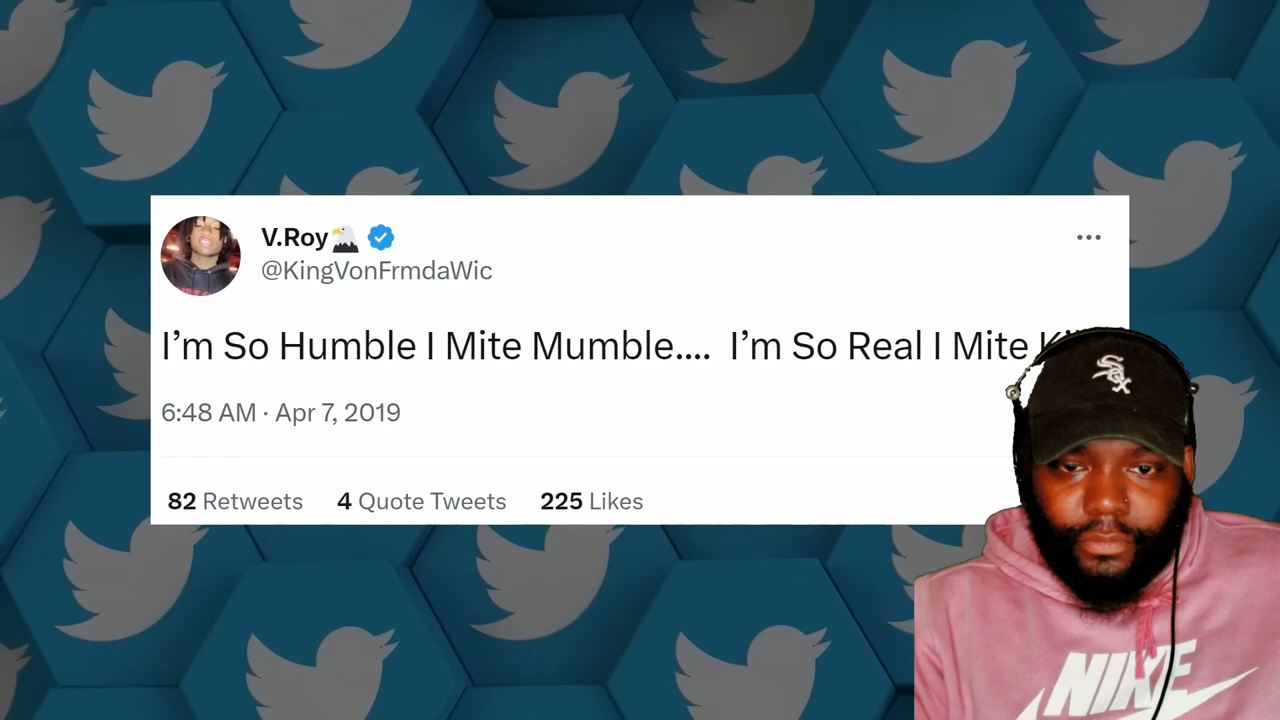 V.Roy🦅
@KingVonFrmdaWic
I’m So Humble I Mite Mumble.... I’m So Real I Mite
6:48 AM · Apr 7, 2019
82 Retweets 4 Quote Tweets 225 Likes
Sox
NIKE